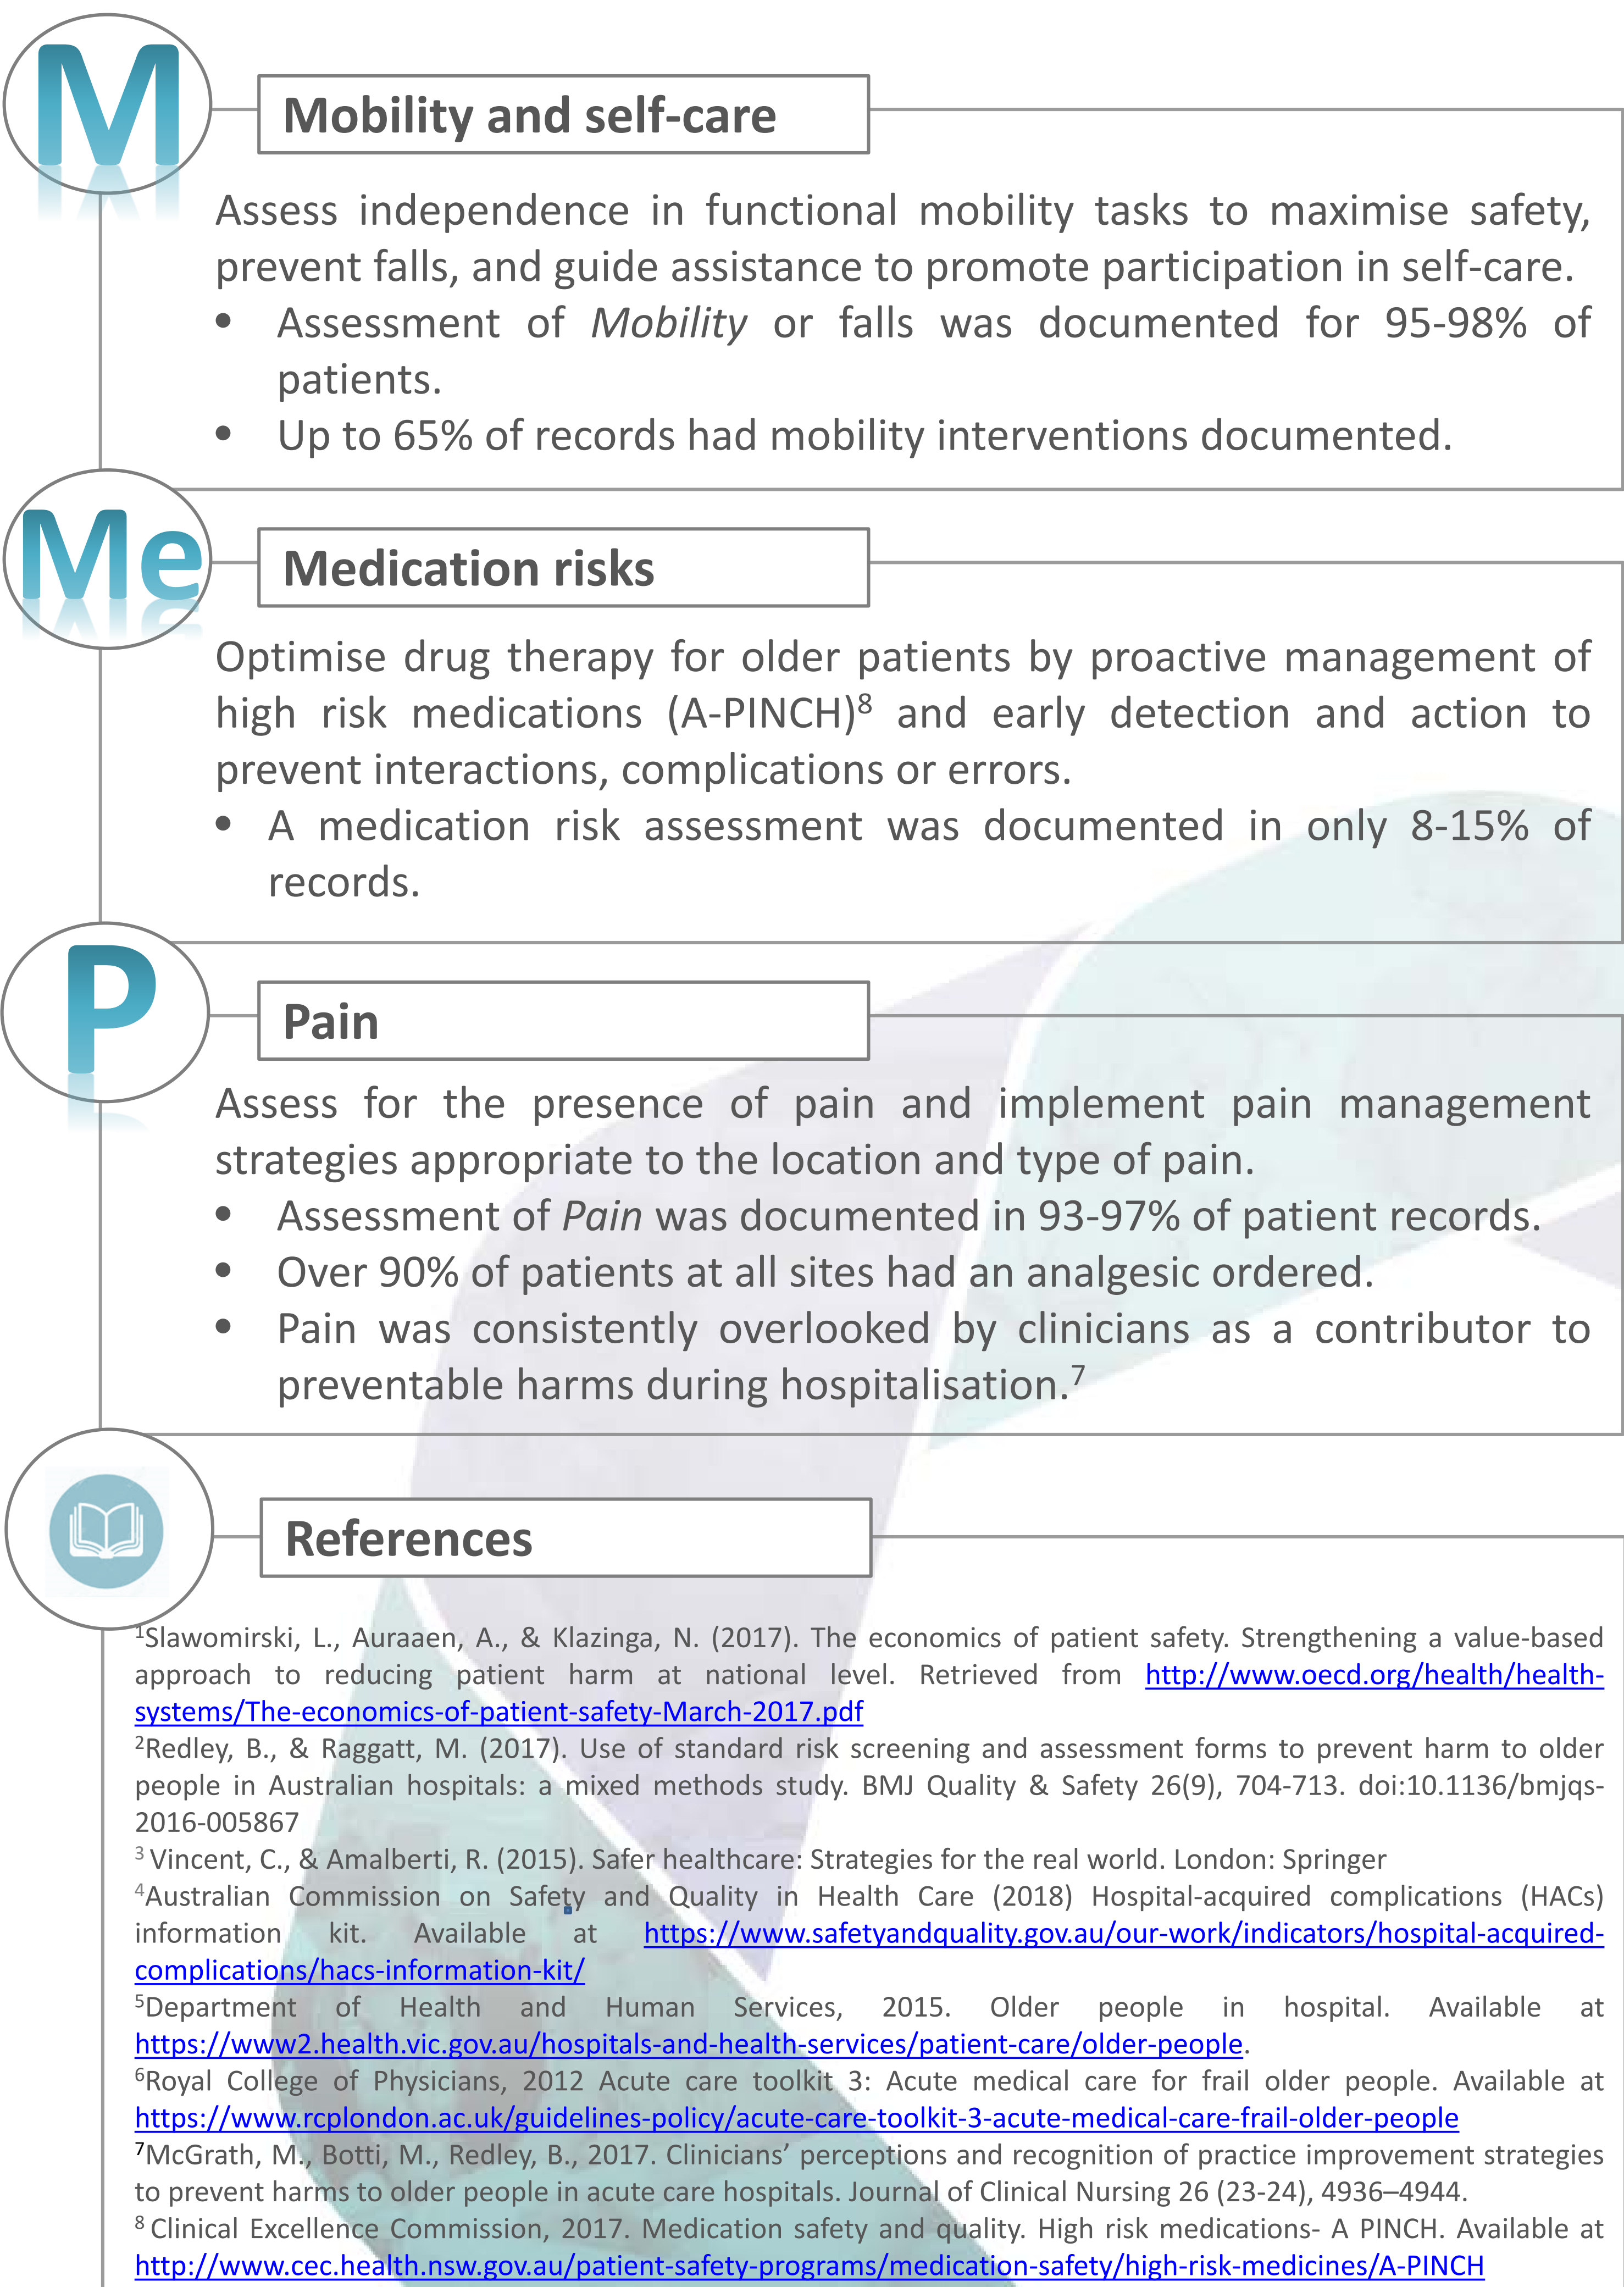 M
Mobility and self-care
Assess independence in functional mobility tasks to maximise safety,
prevent falls, and guide assistance to promote participation in self-care.
• Assessment of Mobility or falls was documented for 95-98% of
patients.
• Up to 65% of records had mobility interventions documented.
Me
Medication risks
Optimise drug therapy for older patients by proactive management of
high risk medications (A-PINCH)⁸ and early detection and action to
prevent interactions, complications or errors.
• A medication risk assessment was documented in only 8-15% of
records.
P
Pain
Assess for the presence of pain and implement pain management
strategies appropriate to the location and type of pain.
• Assessment of Pain was documented in 93-97% of patient records.
• Over 90% of patients at all sites had an analgesic ordered.
• Pain was consistently overlooked by clinicians as a contributor to
preventable harms during hospitalisation.⁷
References
¹Slawomirski, L., Auraaen, A., & Klazinga, N. (2017). The economics of patient safety. Strengthening a value-based
approach to reducing patient harm at national level. Retrieved from http://www.oecd.org/health/health-
systems/The-economics-of-patient-safety-March-2017.pdf
²Redley, B., & Raggatt, M. (2017). Use of standard risk screening and assessment forms to prevent harm to older
people in Australian hospitals: a mixed methods study. BMJ Quality & Safety 26(9), 704-713. doi:10.1136/bmjqs-
2016-005867
³ Vincent, C., & Amalberti, R. (2015). Safer healthcare: Strategies for the real world. London: Springer
⁴Australian Commission on Safety and Quality in Health Care (2018) Hospital-acquired complications (HACs)
information kit. Available at https://www.safetyandquality.gov.au/our-work/indicators/hospital-acquired-
complications/hacs-information-kit/
⁵Department of Health and Human Services, 2015. Older people in hospital. Available at
https://www2.health.vic.gov.au/hospitals-and-health-services/patient-care/older-people.
⁶Royal College of Physicians, 2012 Acute care toolkit 3: Acute medical care for frail older people. Available at
https://www.rcplondon.ac.uk/guidelines-policy/acute-care-toolkit-3-acute-medical-care-frail-older-people
⁷McGrath, M., Botti, M., Redley, B., 2017. Clinicians’ perceptions and recognition of practice improvement strategies
to prevent harms to older people in acute care hospitals. Journal of Clinical Nursing 26 (23-24), 4936–4944.
⁸ Clinical Excellence Commission, 2017. Medication safety and quality. High risk medications- A PINCH. Available at
http://www.cec.health.nsw.gov.au/patient-safety-programs/medication-safety/high-risk-medicines/A-PINCH